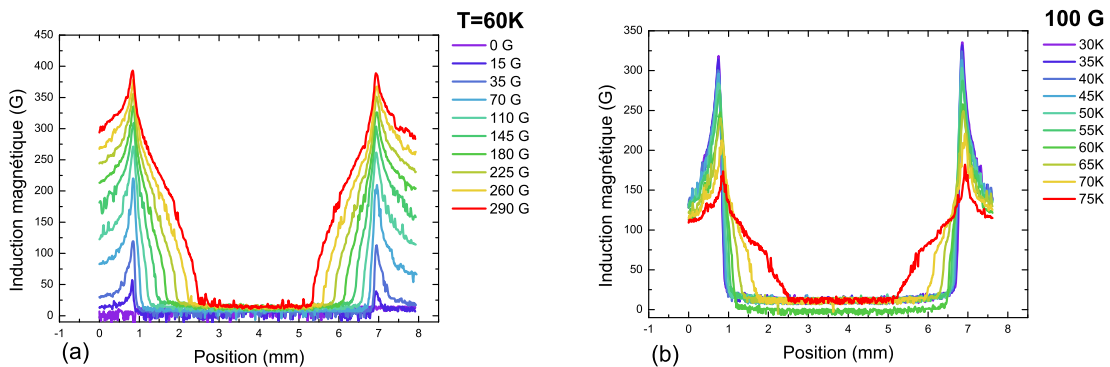 T=60K
0 G
15 G
35 G
70 G
110 G
145 G
180 G
225 G
260 G
290 G
Induction magnétique (G)
450
400
350
300
250
200
150
100
50
0
-1 0 1 2 3 4 5 6 7 8
Position (mm)
(a)
100 G
30K
35K
40K
45K
50K
55K
60K
65K
70K
75K
Induction magnétique (G)
350
300
250
200
150
100
50
0
-1 0 1 2 3 4 5 6 7 8
Position (mm)
(b)